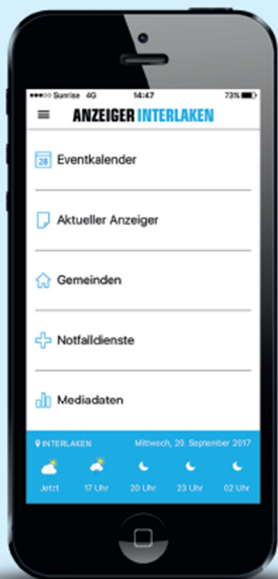 Sunrise 4G 14:47 73%
ANZEIGER INTERLAKEN
28 Eventkalender
Aktueller Anzeiger
Gemeinden
Notfalldienste
Mediadaten
INTERLAKEN Mittwoch, 20. September 2017
Jetzt 17 Uhr 20 Uhr 23 Uhr 02 Uhr